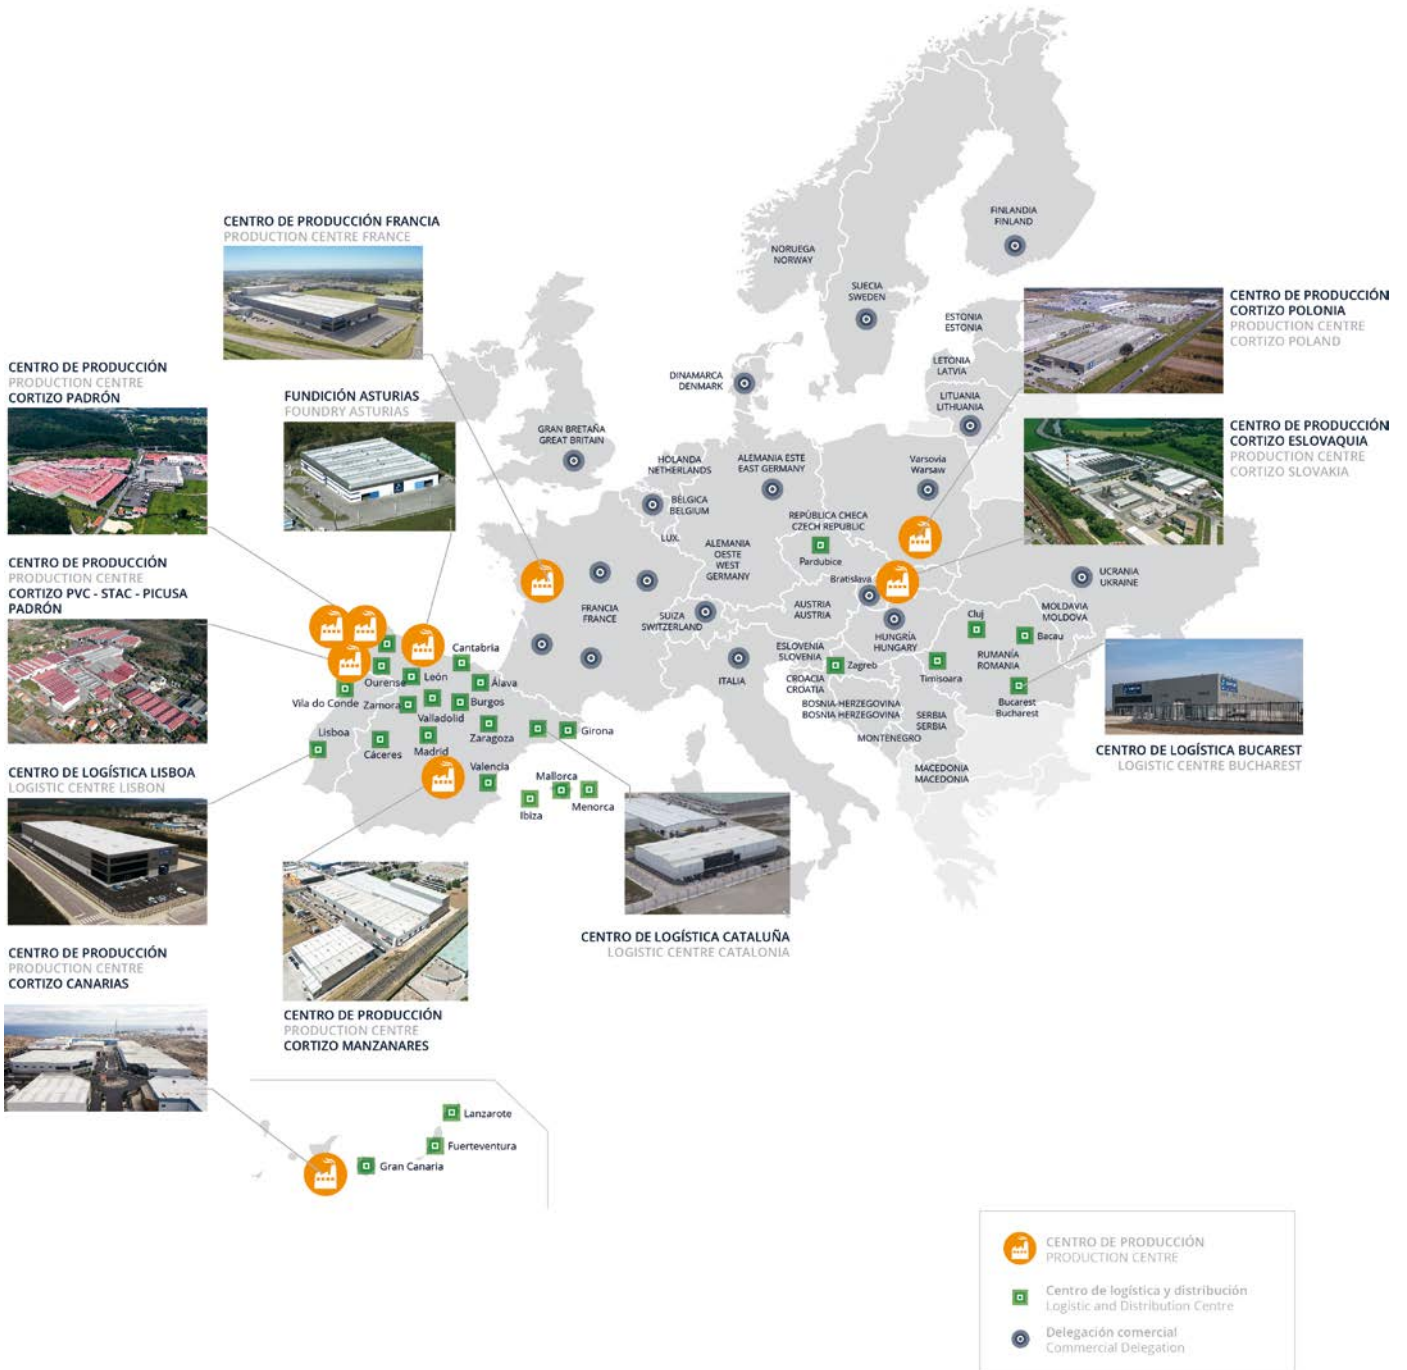 CENTRO DE PRODUCCIÓN FRANCIA
PRODUCTION CENTRE FRANCE
CENTRO DE PRODUCCIÓN
PRODUCTION CENTRE
CORTIZO PADRÓN
FUNDICIÓN ASTURIAS
FOUNDRY ASTURIAS
CENTRO DE PRODUCCIÓN
PRODUCTION CENTRE
CORTIZO PVC - STAC - PICUSA
PADRÓN
CENTRO DE LOGÍSTICA LISBOA
LOGISTIC CENTRE LISBON
CENTRO DE PRODUCCIÓN
PRODUCTION CENTRE
CORTIZO CANARIAS
CENTRO DE PRODUCCIÓN
PRODUCTION CENTRE
CORTIZO MANZANARES
CENTRO DE LOGÍSTICA CATALUÑA
LOGISTIC CENTRE CATALONIA
CENTRO DE PRODUCCIÓN
CORTIZO POLONIA
PRODUCTION CENTRE
CORTIZO POLAND
CENTRO DE PRODUCCIÓN
CORTIZO ESLOVAQUIA
PRODUCTION CENTRE
CORTIZO SLOVAKIA
CENTRO DE LOGÍSTICA BUCAREST
LOGISTIC CENTRE BUCHAREST
FINLANDIA
FINLAND
NORUEGA
NORWAY
SUECIA
SWEDEN
ESTONIA
ESTONIA
LETONIA
LATVIA
LITUANIA
LITHUANIA
DINAMARCA
DENMARK
GRAN BRETAÑA
GREAT BRITAIN
HOLANDA
NETHERLANDS
ALEMANIA ESTE
EAST GERMANY
Varsovia
Warsaw
BÉLGICA
BELGIUM
LUX.
REPÚBLICA CHECA
CZECH REPUBLIC
Pardubice
ALEMANIA
OESTE
WEST
GERMANY
Bratislava
UCRANIA
UKRAINE
FRANCIA
FRANCE
SUIZA
SWITZERLAND
AUSTRIA
AUSTRIA
HUNGRÍA
HUNGARY
Cluj
MOLDAVIA
MOLDOVA
Bacau
RUMANÍA
ROMANIA
Timisoara
Bucarest
Bucharest
ESLOVENIA
SLOVENIA
Zagreb
CROACIA
CROATIA
BOSNIA-HERZEGOVINA
BOSNIA HERZEGOVINA
SERBIA
SERBIA
MONTENEGRO
MACEDONIA
MACEDONIA
ITALIA
Cantabria
Ourense
León
Álava
Vila do Conde
Zamora
Burgos
Valladolid
Lisboa
Cáceres
Madrid
Zaragoza
Girona
Valencia
Mallorca
Menorca
Ibiza
Lanzarote
Fuerteventura
Gran Canaria
CENTRO DE PRODUCCIÓN
PRODUCTION CENTRE
Centro de logística y distribución
Logistic and Distribution Centre
Delegación comercial
Commercial Delegation